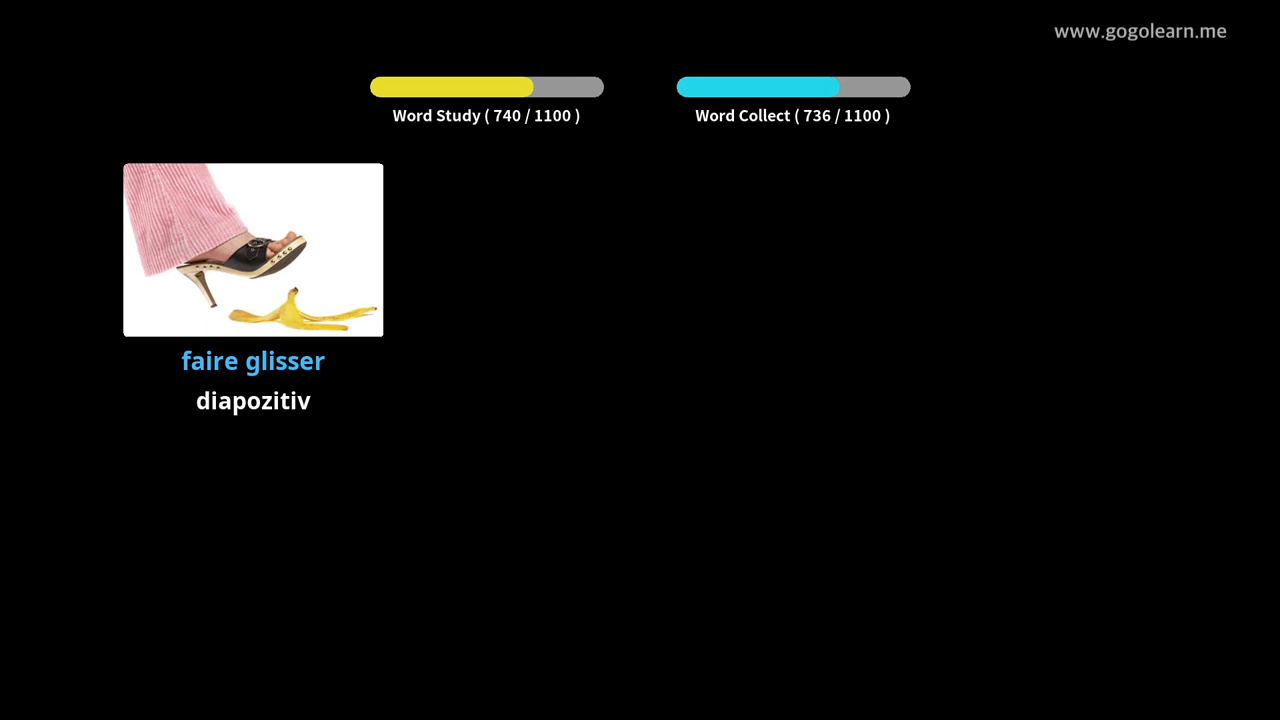 www.gogolearn.me
Word Study ( 740 / 1100 )
Word Collect ( 736 / 1100 )
faire glisser
diapozitiv